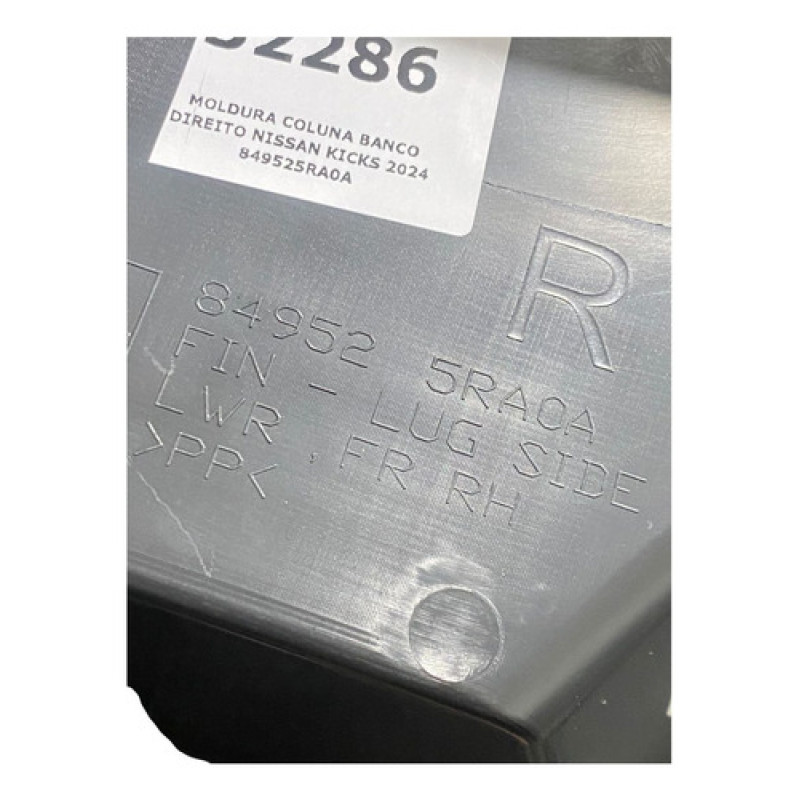 52286
MOLDURA COLUNA BANCO
DIREITO NISSAN KICKS 2024
849525RA0A
R
84952 5RA0A
FIN - LUG SIDE
LWR , FR RH
>PP<